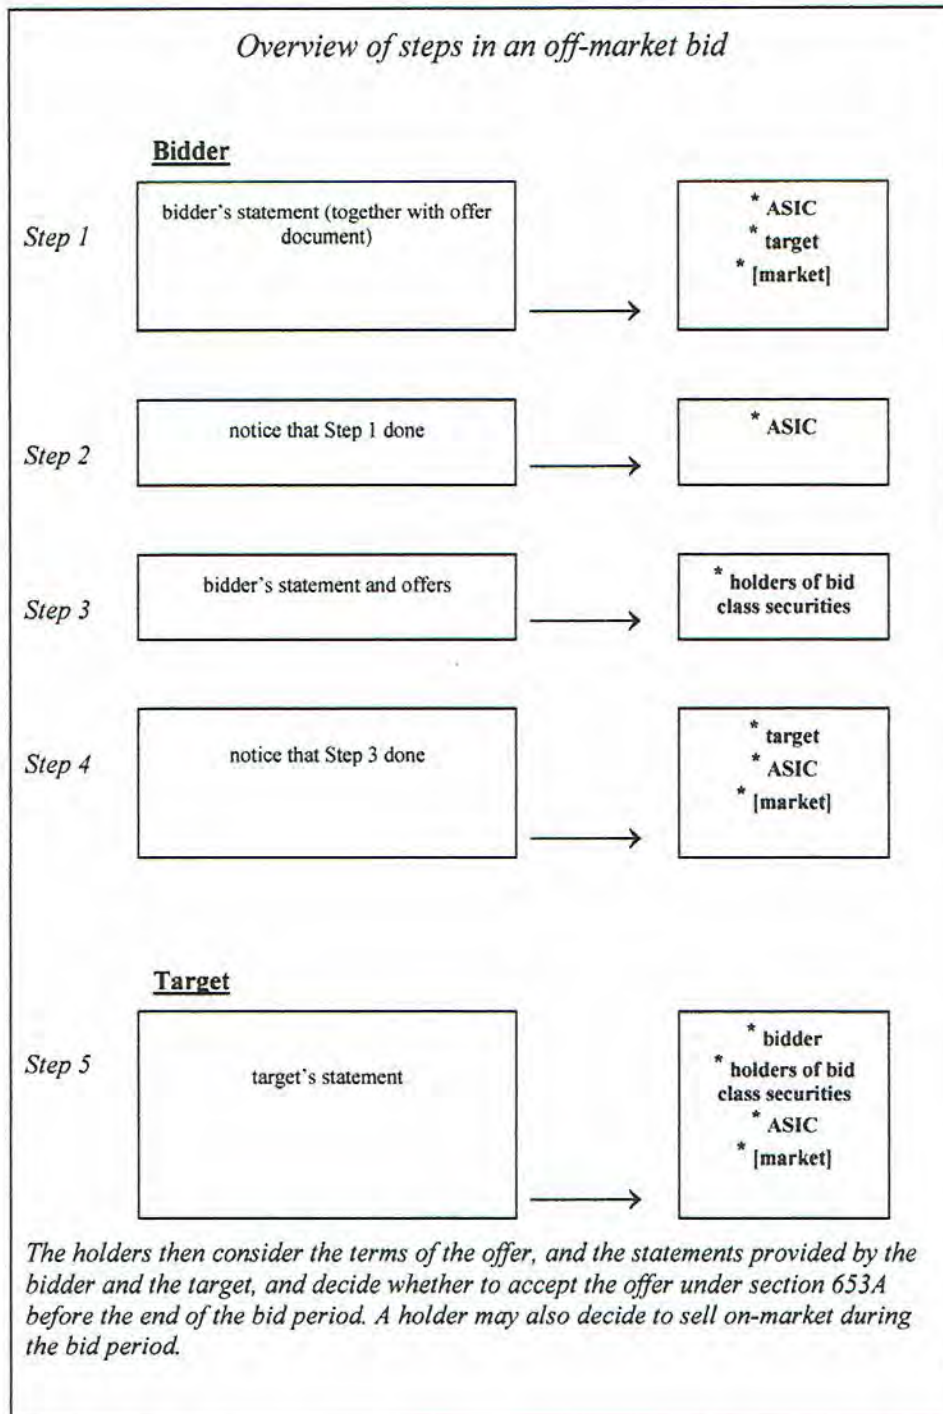 Overview of steps in an off-market bid
Bidder
Step 1
bidder's statement (together with offer
document)
* ASIC
* target
* [market]
Step 2
notice that Step 1 done
* ASIC
Step 3
bidder's statement and offers
* holders of bid
class securities
Step 4
notice that Step 3 done
* target
* ASIC
* [market]
Target
Step 5
target's statement
* bidder
* holders of bid
class securities
* ASIC
* [market]
The holders then consider the terms of the offer, and the statements provided by the
bidder and the target, and decide whether to accept the offer under section 653A
before the end of the bid period. A holder may also decide to sell on-market during
the bid period.